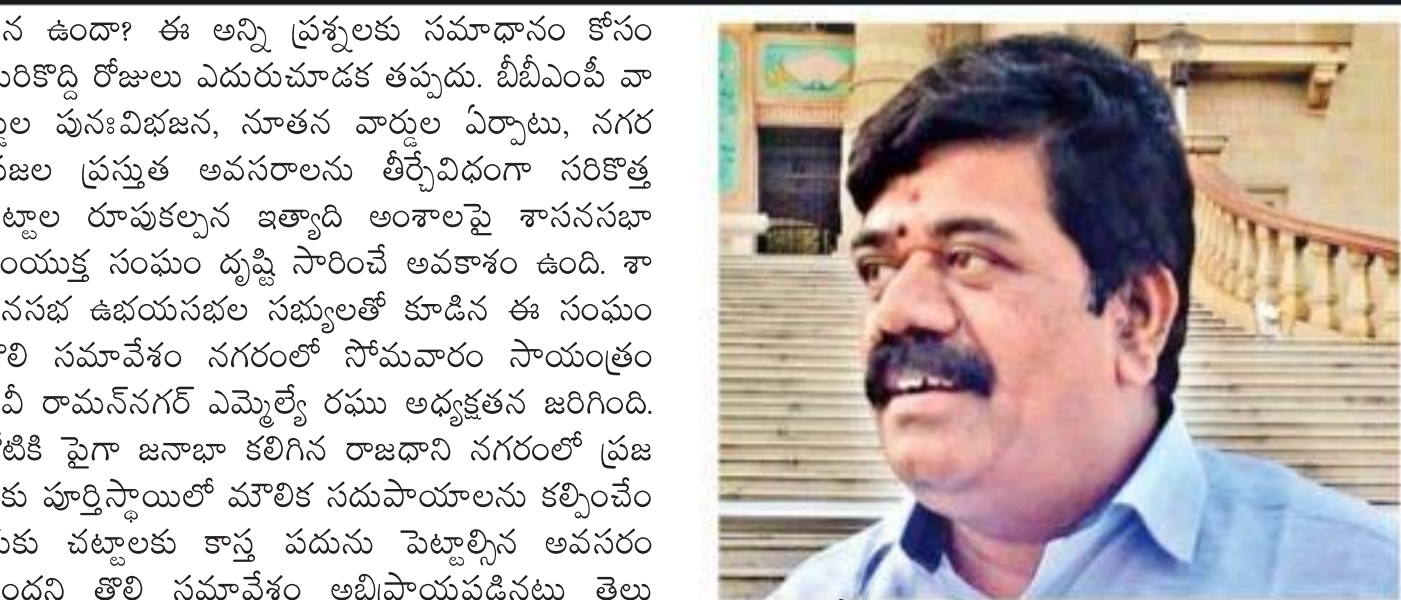 న ఉందా? ఈ అన్ని ప్రశ్నలకు సమాధానం కోసం
మరికొద్ది రోజులు ఎదురుచూడక తప్పదు. బీబీఎంపీ వా
ర్డుల పునఃవిభజన, నూతన వార్డుల ఏర్పాటు, నగర
ప్రజల ప్రస్తుత అవసరాలను తీర్చేవిధంగా సరికొత్త
చట్టాల రూపుకల్పన ఇత్యాది అంశాలపై శాసనసభా
సంయుక్త సంఘం దృష్టి సారించే అవకాశం ఉంది. శా
సనసభ ఉభయసభల సభ్యులతో కూడిన ఈ సంఘం
తొలి సమావేశం నగరంలో సోమవారం సాయంత్రం
వీ రామన్‌నగర్ ఎమ్మెల్యే రఘు అధ్యక్షతన జరిగింది.
కోటికి పైగా జనాభా కలిగిన రాజధాని నగరంలో ప్రజ
కు పూర్తిస్థాయిలో మౌలిక సదుపాయాలను కల్పించేం
దుకు చట్టాలకు కాస్త పదును పెట్టాల్సిన అవసరం
ఉందని తొలి సమావేశం అభిప్రాయపడినట్టు తెలు